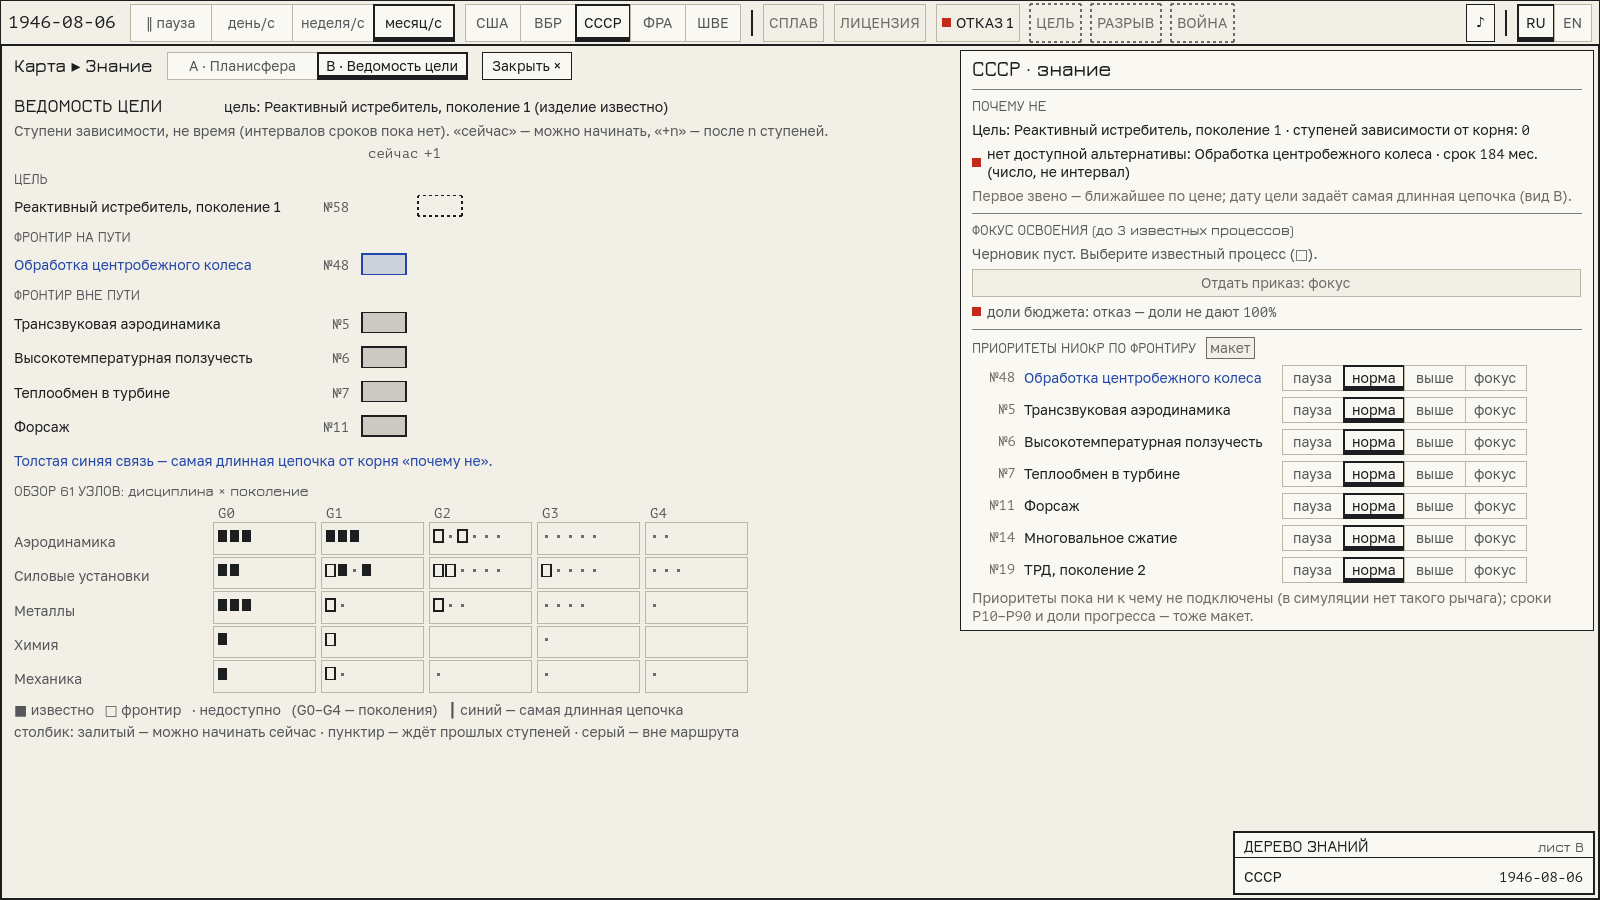 1946-08-06 ‖ пауза день/с неделя/с месяц/с США ВБР СССР ФРА ШВЕ СПЛАВ ЛИЦЕНЗИЯ ОТКАЗ 1 ЦЕЛЬ РАЗРЫВ ВОЙНА ♪ RU EN
Карта ▸ Знание A · Планисфера B · Ведомость цели Закрыть ×
ВЕДОМОСТЬ ЦЕЛИ цель: Реактивный истребитель, поколение 1 (изделие известно)
Ступени зависимости, не время (интервалов сроков пока нет). «сейчас» — можно начинать, «+n» — после n ступеней.
сейчас +1
ЦЕЛЬ
Реактивный истребитель, поколение 1 №58
ФРОНТИР НА ПУТИ
Обработка центробежного колеса №48
ФРОНТИР ВНЕ ПУТИ
Трансзвуковая аэродинамика №5
Высокотемпературная ползучесть №6
Теплообмен в турбине №7
Форсаж №11
Толстая синяя связь — самая длинная цепочка от корня «почему не».
ОБЗОР 61 УЗЛОВ: дисциплина × поколение
G0 G1 G2 G3 G4
Аэродинамика
Силовые установки
Металлы
Химия
Механика
■ известно □ фронтир · недоступно (G0–G4 — поколения) ┃ синий — самая длинная цепочка
столбик: залитый — можно начинать сейчас · пунктир — ждёт прошлых ступеней · серый — вне маршрута
СССР · знание
ПОЧЕМУ НЕ
Цель: Реактивный истребитель, поколение 1 · ступеней зависимости от корня: 0
нет доступной альтернативы: Обработка центробежного колеса · срок 184 мес.
(число, не интервал)
Первое звено — ближайшее по цене; дату цели задаёт самая длинная цепочка (вид B).
ФОКУС ОСВОЕНИЯ (до 3 известных процессов)
Черновик пуст. Выберите известный процесс (□).
Отдать приказ: фокус
доли бюджета: отказ — доли не дают 100%
ПРИОРИТЕТЫ НИОКР ПО ФРОНТИРУ макет
№48 Обработка центробежного колеса пауза норма выше фокус
№5 Трансзвуковая аэродинамика пауза норма выше фокус
№6 Высокотемпературная ползучесть пауза норма выше фокус
№7 Теплообмен в турбине пауза норма выше фокус
№11 Форсаж пауза норма выше фокус
№14 Многовальное сжатие пауза норма выше фокус
№19 ТРД, поколение 2 пауза норма выше фокус
Приоритеты пока ни к чему не подключены (в симуляции нет такого рычага); сроки
P10–P90 и доли прогресса — тоже макет.
ДЕРЕВО ЗНАНИЙ лист B
СССР 1946-08-06